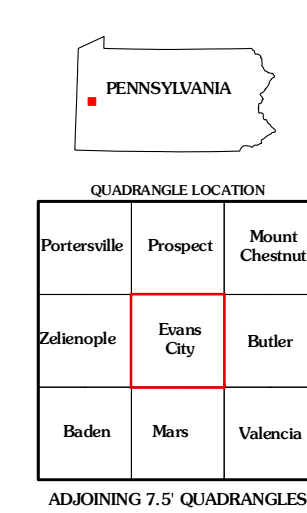 PENNSYLVANIA
QUADRANGLE LOCATION
Portersville
Prospect
Mount
Chestnut
Zelienople
Evans
City
Butler
Baden
Mars
Valencia
ADJOINING 7.5' QUADRANGLES